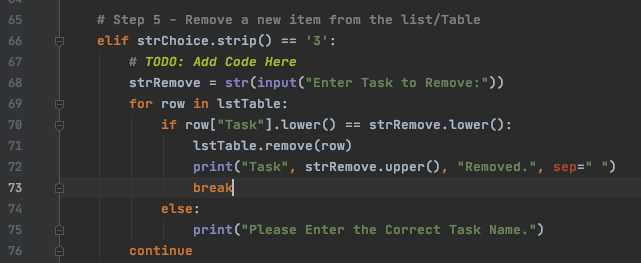 65 # Step 5 - Remove a new item from the list/Table
66 elif strChoice.strip() == '3':
67 # TODO: Add Code Here
68 strRemove = str(input("Enter Task to Remove:"))
69 for row in lstTable:
70 if row["Task"].lower() == strRemove.lower():
71 lstTable.remove(row)
72 print("Task", strRemove.upper(), "Removed.", sep=" ")
73 break
74 else:
75 print("Please Enter the Correct Task Name.")
76 continue